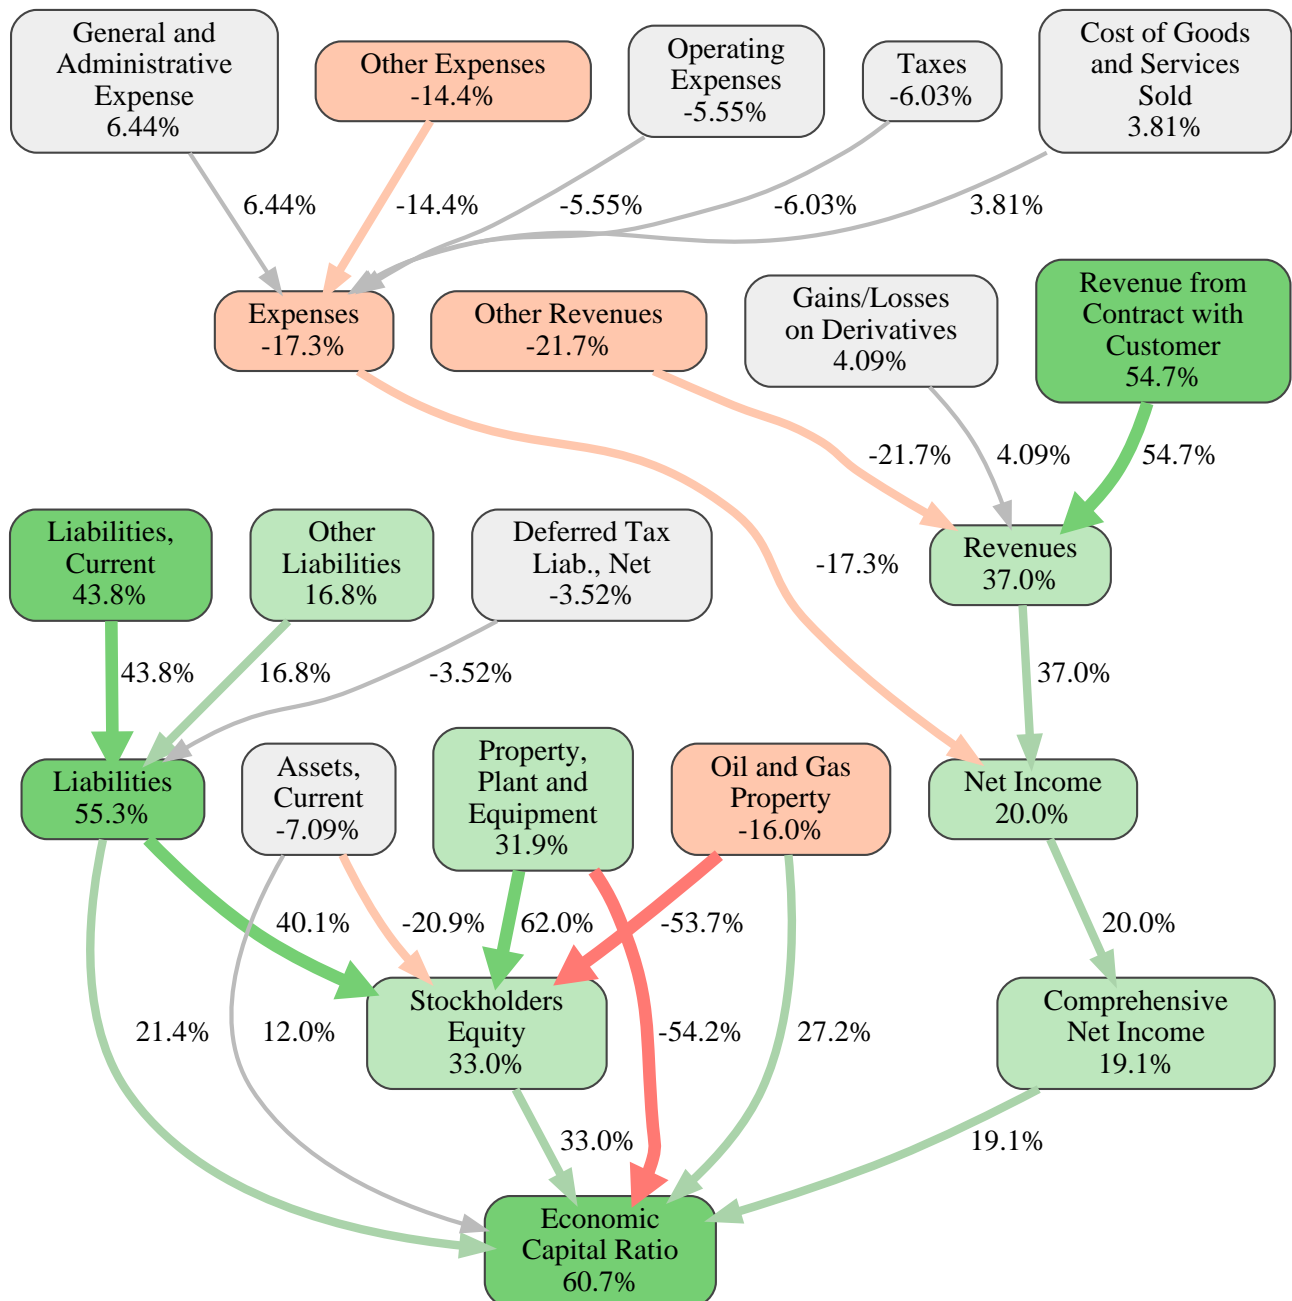 General and
Administrative
Expense
6.44%
Other Expenses
-14.4%
Operating
Expenses
-5.55%
Taxes
-6.03%
Cost of Goods
and Services
Sold
3.81%
6.44%
-14.4%
-5.55%
-6.03%
3.81%
Expenses
-17.3%
Other Revenues
-21.7%
Gains/Losses
on Derivatives
4.09%
Revenue from
Contract with
Customer
54.7%
-21.7%
4.09%
54.7%
Liabilities,
Current
43.8%
Other
Liabilities
16.8%
Deferred Tax
Liab., Net
-3.52%
-17.3%
Revenues
37.0%
43.8%
16.8%
-3.52%
37.0%
Liabilities
55.3%
Assets,
Current
-7.09%
Property,
Plant and
Equipment
31.9%
Oil and Gas
Property
-16.0%
Net Income
20.0%
40.1%
-20.9%
62.0%
-53.7%
20.0%
21.4%
12.0%
Stockholders
Equity
33.0%
-54.2%
27.2%
Comprehensive
Net Income
19.1%
33.0%
19.1%
Economic
Capital Ratio
60.7%